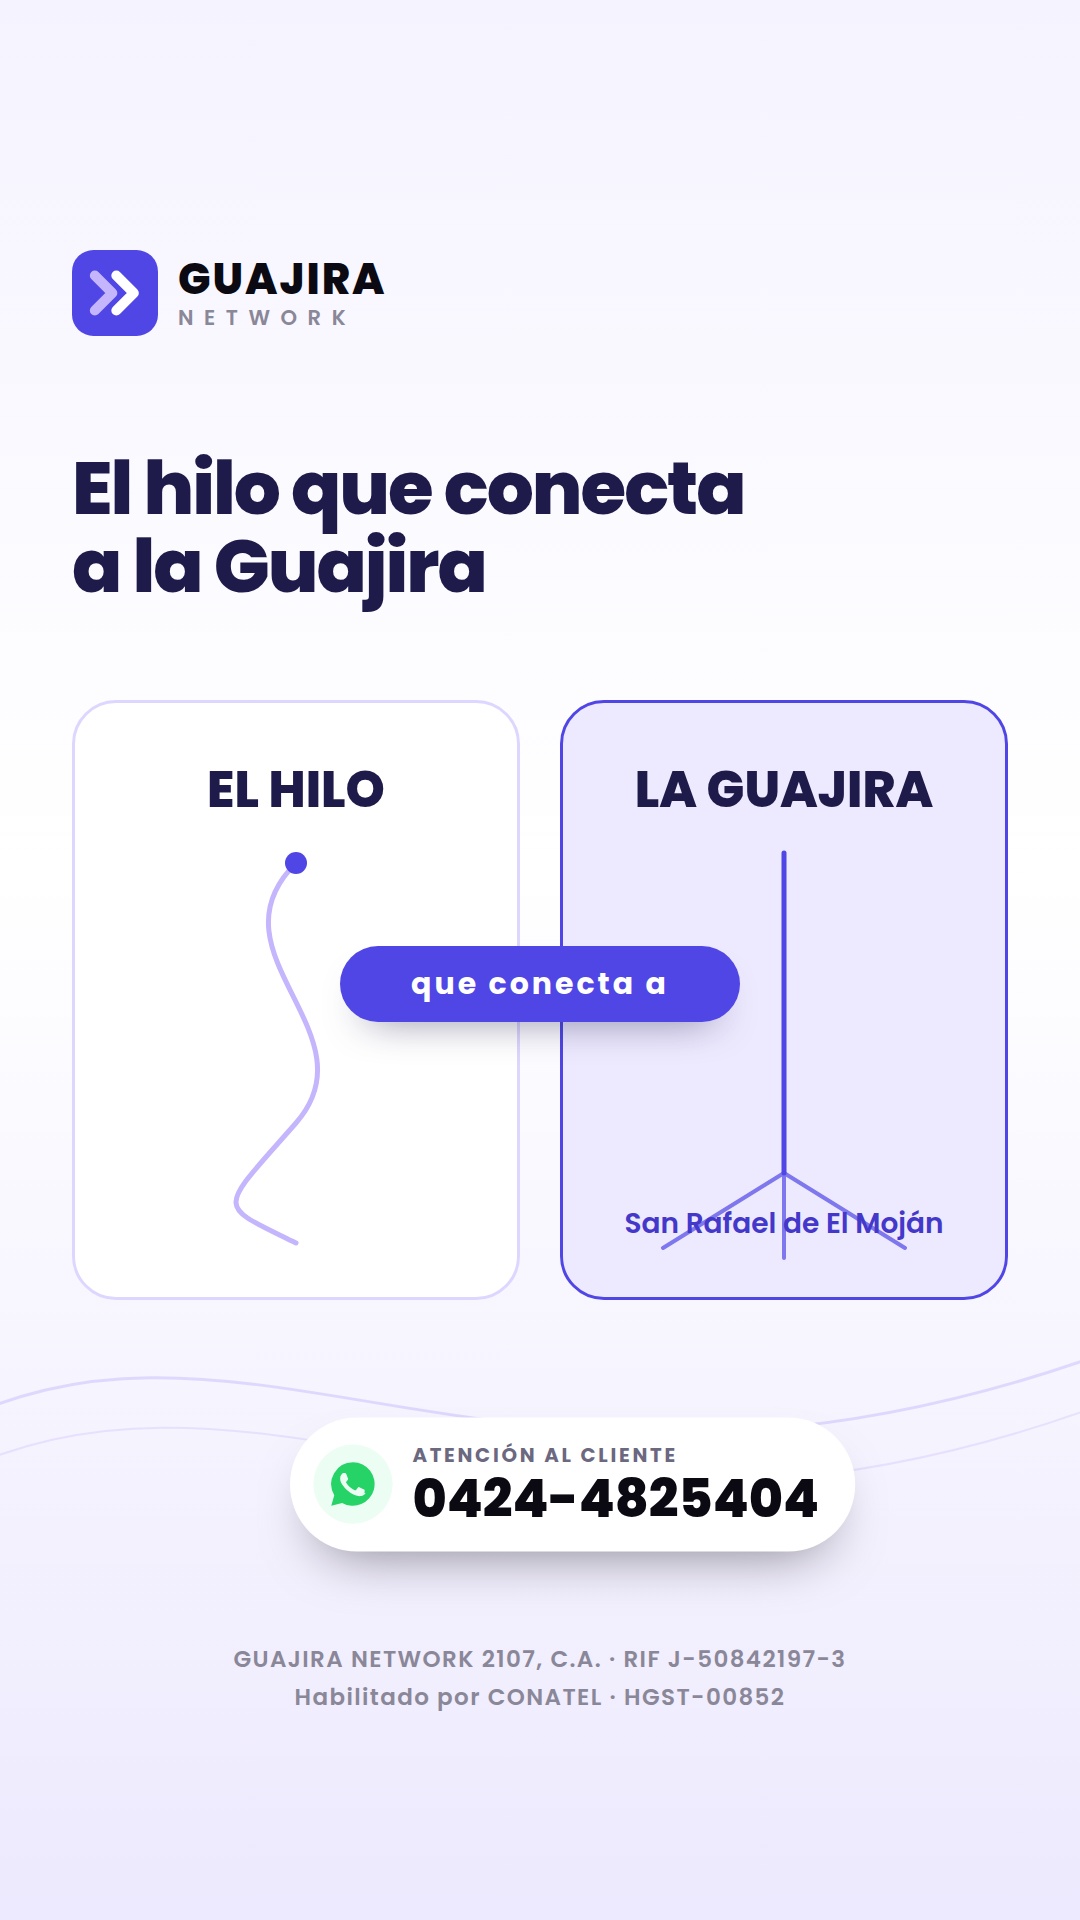 GUAJIRA
NETWORK
El hilo que conecta
a la Guajira
EL HILO
LA GUAJIRA
que conecta a
San Rafael de El Moján
ATENCIÓN AL CLIENTE
0424-4825404
GUAJIRA NETWORK 2107, C.A. · RIF J-50842197-3
Habilitado por CONATEL · HGST-00852